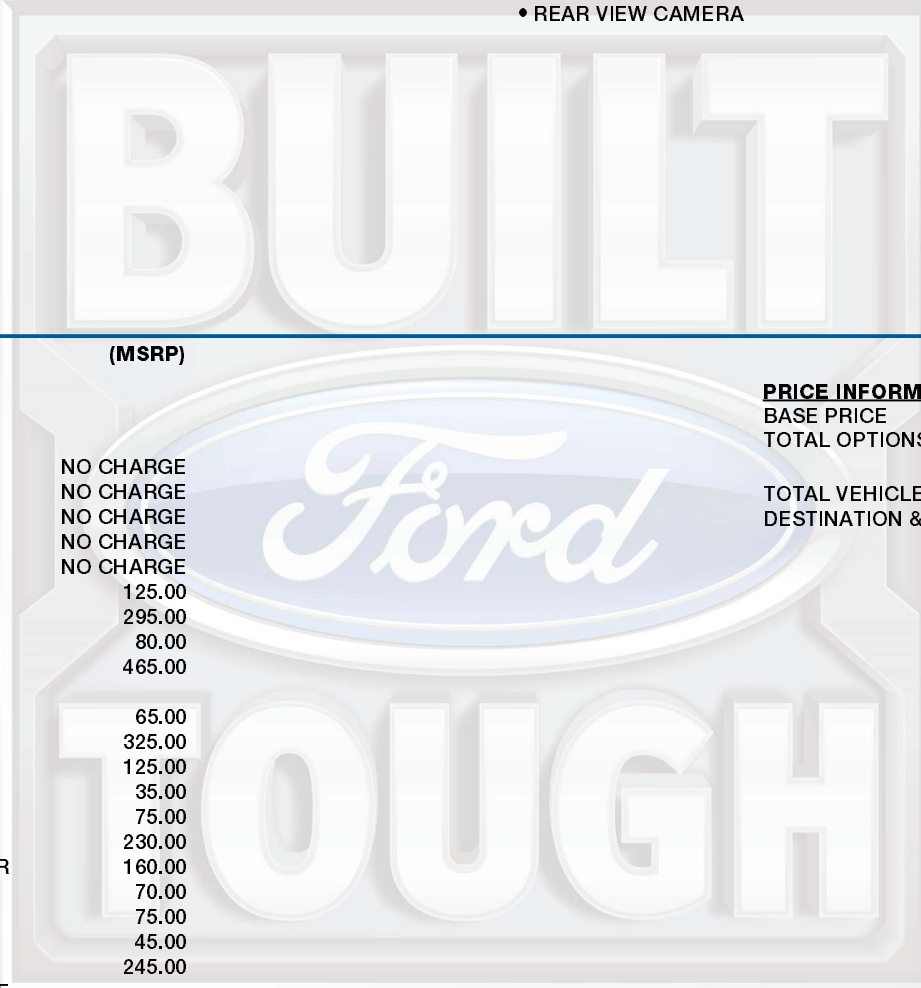 • REAR VIEW CAMERA
BUILT
(MSRP)
PRICE INFORM
BASE PRICE
TOTAL OPTIONS
NO CHARGE
NO CHARGE
TOTAL VEHICLE
NO CHARGE
DESTINATION &
NO CHARGE
NO CHARGE
Ford
125.00
295.00
80.00
465.00
65.00
325.00
125.00
35.00
75.00
230.00
R 160.00
70.00
75.00
45.00
245.00
TOUGH